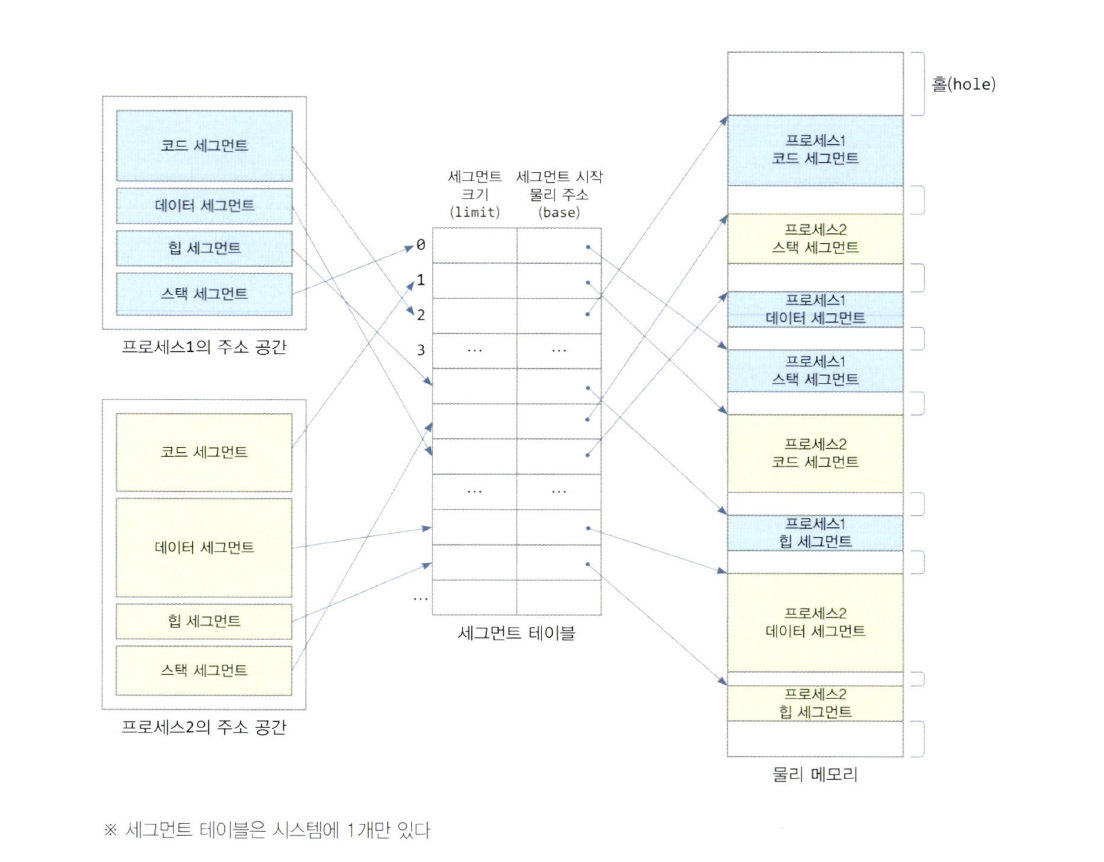 코드 세그먼트
데이터 세그먼트
힙 세그먼트
스택 세그먼트
프로세스1의 주소 공간
코드 세그먼트
데이터 세그먼트
힙 세그먼트
스택 세그먼트
프로세스2의 주소 공간
세그먼트
크기
(limit)
세그먼트 시작
물리 주소
(base)
0
1
2
3
... ...
... ...
...
세그먼트 테이블
홀(hole)
프로세스1
코드 세그먼트
프로세스2
스택 세그먼트
프로세스1
데이터 세그먼트
프로세스1
스택 세그먼트
프로세스2
코드 세그먼트
프로세스1
힙 세그먼트
프로세스2
데이터 세그먼트
프로세스2
힙 세그먼트
물리 메모리
※ 세그먼트 테이블은 시스템에 1개만 있다